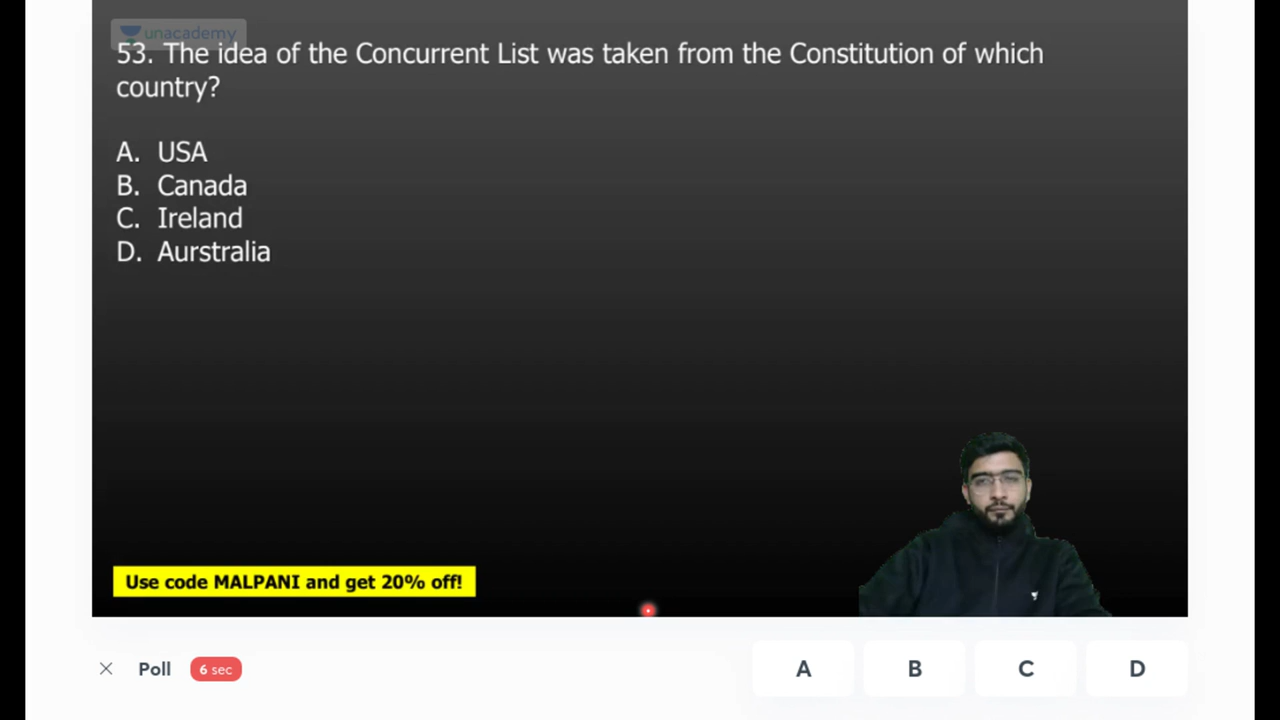 unacademy
53. The idea of the Concurrent List was taken from the Constitution of which
country?
A. USA
B. Canada
C. Ireland
D. Aurstralia
Use code MALPANI and get 20% off!
Poll 6 sec A B C D